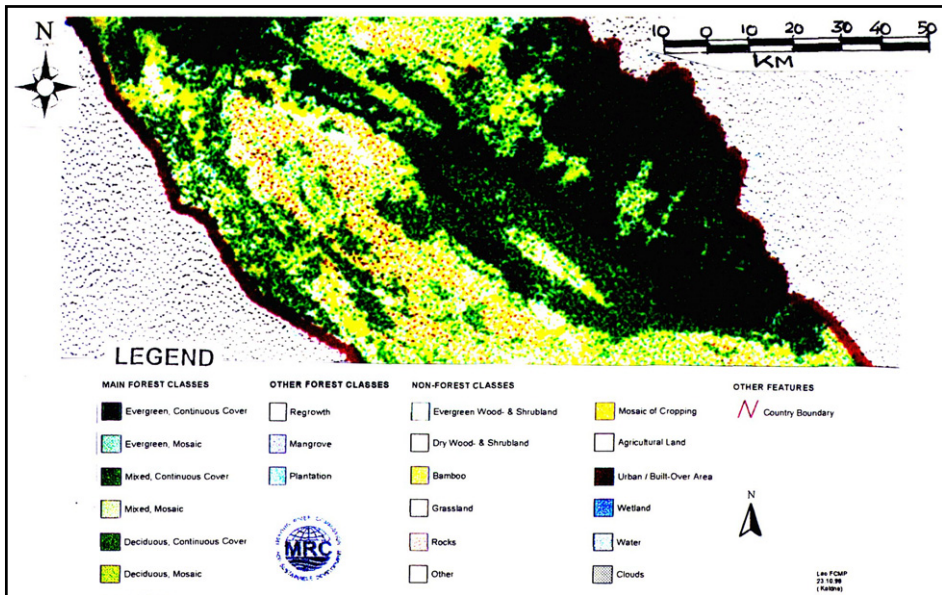 N
10 0 10 20 30 40 50
KM
LEGEND
MAIN FOREST CLASSES
Evergreen, Continuous Cover
Evergreen, Mosaic
Mixed, Continuous Cover
Mixed, Mosaic
Deciduous, Continuous Cover
Deciduous, Mosaic
OTHER FOREST CLASSES
Regrowth
Mangrove
Plantation
MRC
NON-FOREST CLASSES
Evergreen Wood- & Shrubland
Dry Wood- & Shrubland
Bamboo
Grassland
Rocks
Other
Mosaic of Cropping
Agricultural Land
Urban / Built-Over Area
Wetland
Water
Clouds
OTHER FEATURES
Country Boundary
N